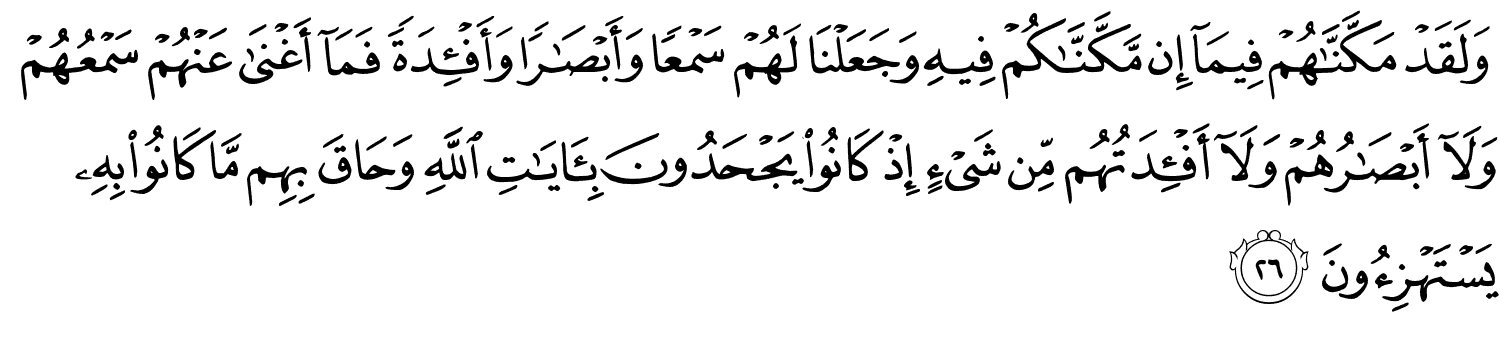 وَلَقَدۡ مَكَّنَّٰهُمۡ فِيمَآ إِن مَّكَّنَّٰكُمۡ فِيهِ وَجَعَلۡنَا لَهُمۡ سَمۡعٗا وَأَبۡصَٰرٗا وَأَفۡـِٔدَةٗ فَمَآ أَغۡنَىٰ عَنۡهُمۡ سَمۡعُهُمۡ
وَلَآ أَبۡصَٰرُهُمۡ وَلَآ أَفۡـِٔدَتُهُم مِّن شَيۡءٍ إِذۡ كَانُواْ يَجۡحَدُونَ بِـَٔايَٰتِ ٱللَّهِ وَحَاقَ بِهِم مَّا كَانُواْ بِهِۦ
يَسۡتَهۡزِءُونَ ٢٦